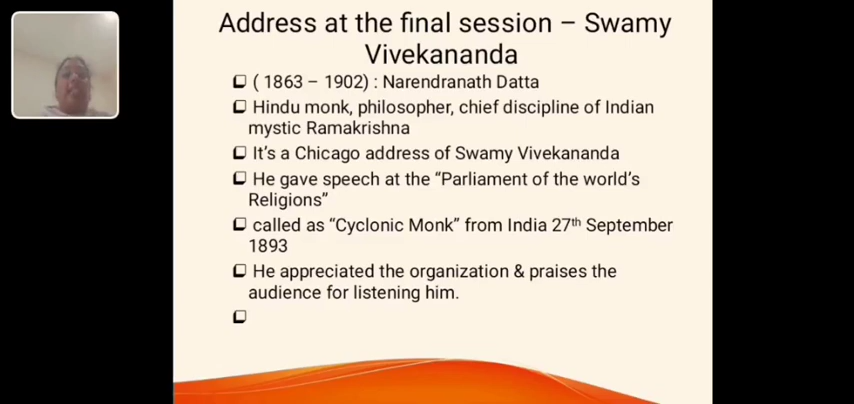 Address at the final session – Swamy
Vivekananda
( 1863 – 1902) : Narendranath Datta
Hindu monk, philosopher, chief discipline of Indian
mystic Ramakrishna
It's a Chicago address of Swamy Vivekananda
He gave speech at the “Parliament of the world's
Religions”
called as “Cyclonic Monk” from India 27th September
1893
He appreciated the organization & praises the
audience for listening him.